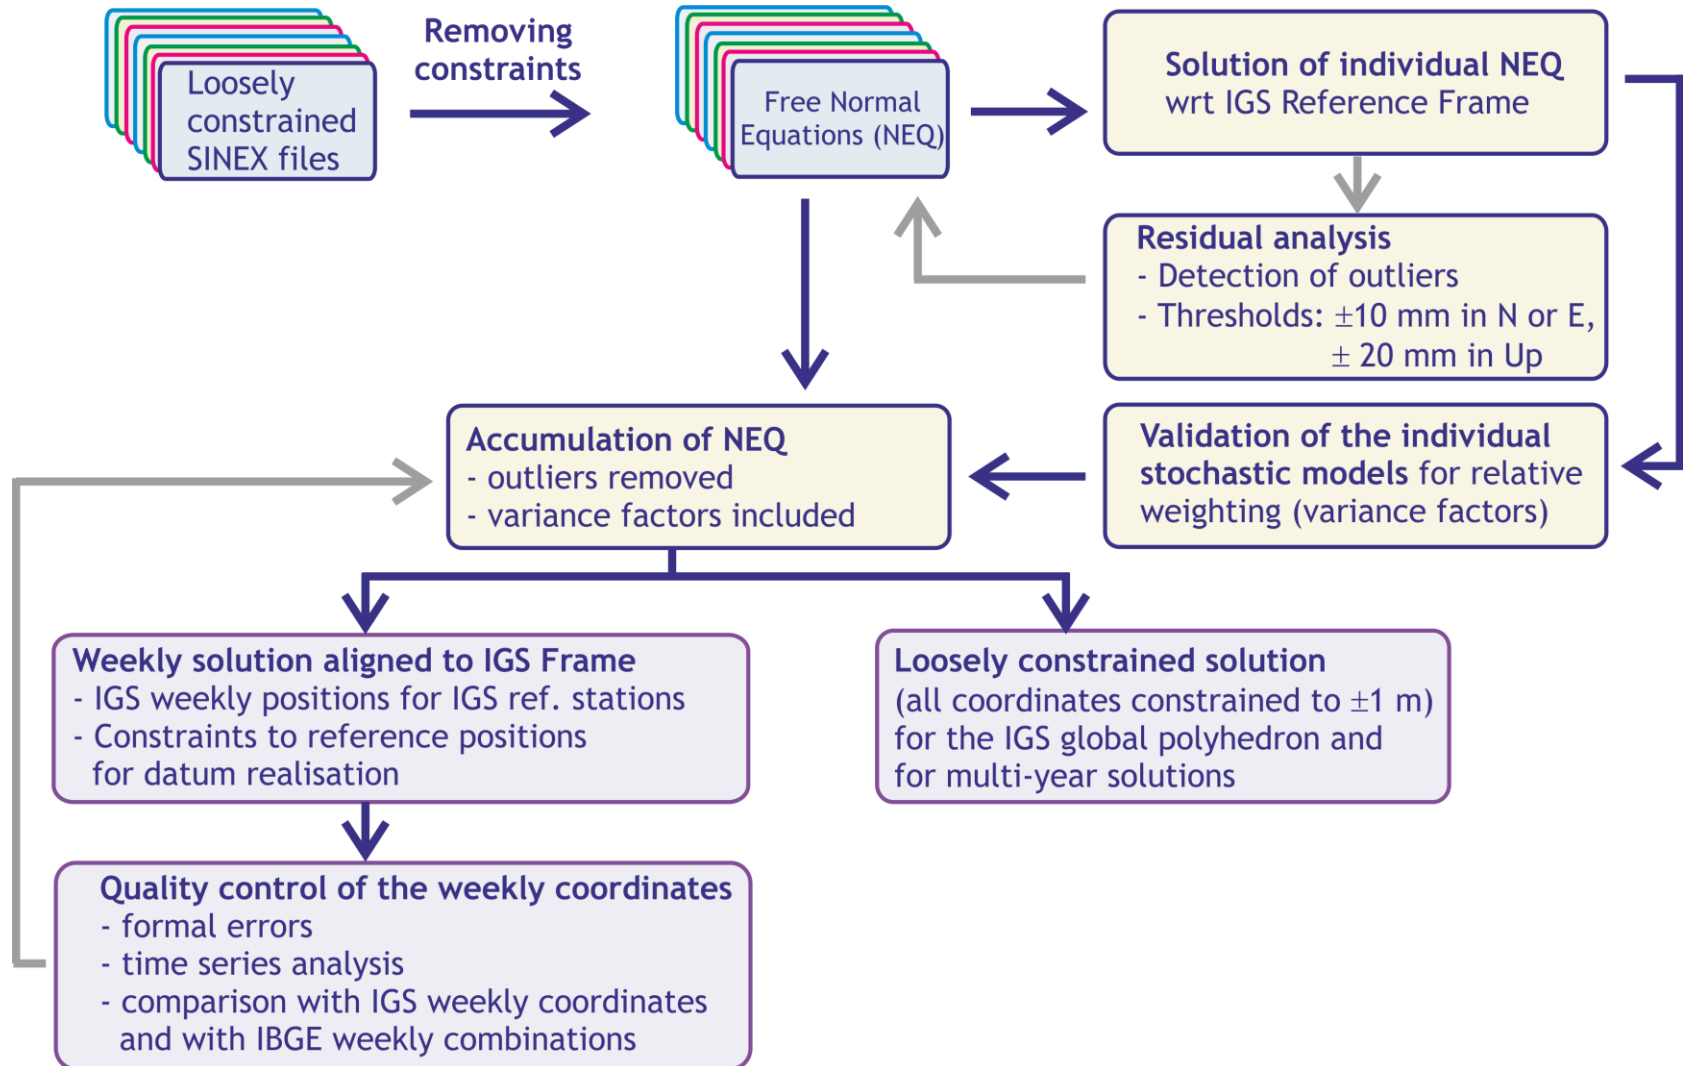 Loosely
constrained
SINEX files
Removing
constraints
Free Normal
Equations (NEQ)
Solution of individual NEQ
wrt IGS Reference Frame
Residual analysis
- Detection of outliers
- Thresholds: ±10 mm in N or E,
± 20 mm in Up
Validation of the individual
stochastic models for relative
weighting (variance factors)
Accumulation of NEQ
- outliers removed
- variance factors included
Weekly solution aligned to IGS Frame
- IGS weekly positions for IGS ref. stations
- Constraints to reference positions
for datum realisation
Loosely constrained solution
(all coordinates constrained to ±1 m)
for the IGS global polyhedron and
for multi-year solutions
Quality control of the weekly coordinates
- formal errors
- time series analysis
- comparison with IGS weekly coordinates
and with IBGE weekly combinations